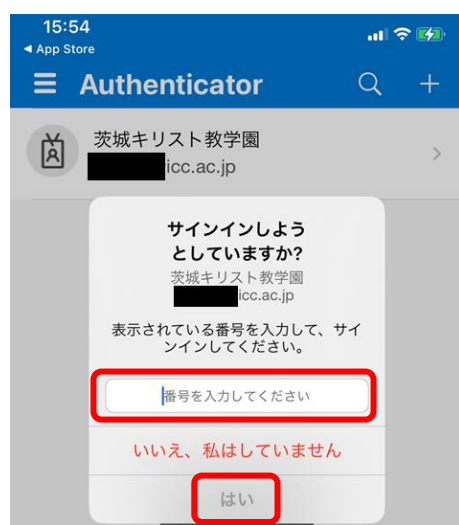 15:54
◀ App Store
Authenticator
茨城キリスト教学園
icc.ac.jp
サインインしよう
としていますか?
茨城キリスト教学園
icc.ac.jp
表示されている番号を入力して、サイ
ンインしてください。
番号を入力してください
いいえ、私はしていません
はい